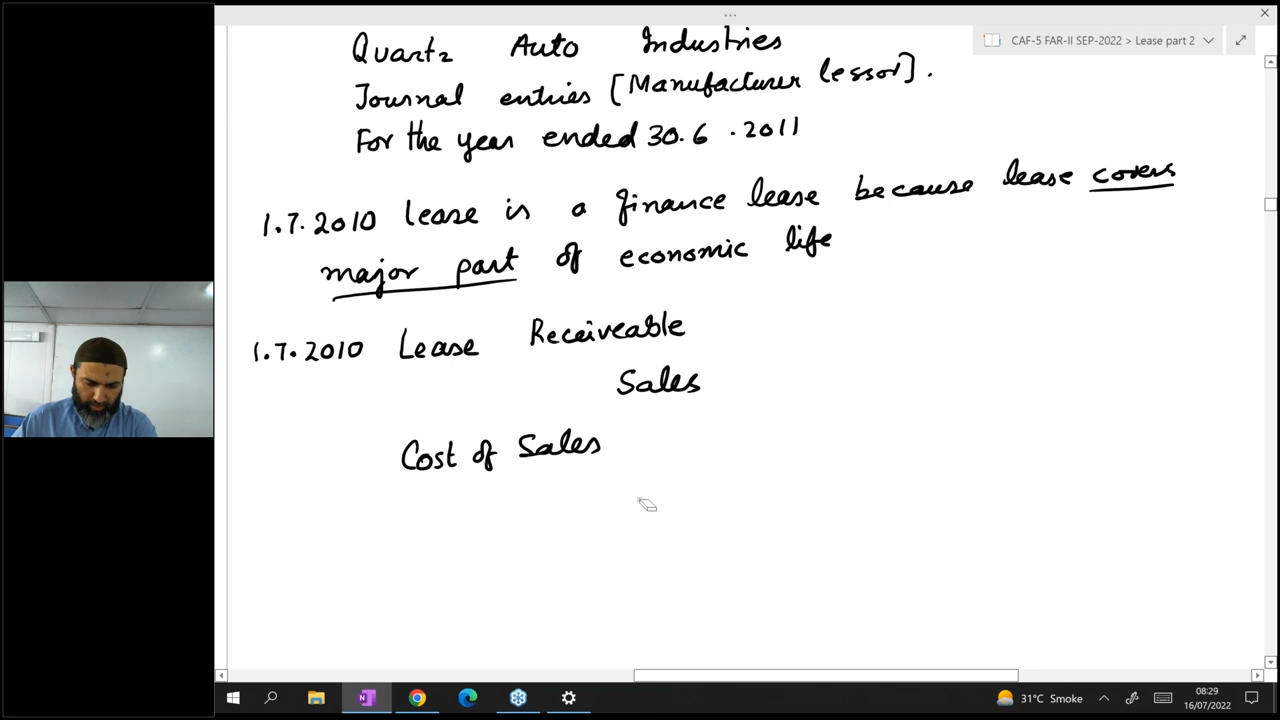 CAF-5 FAR-II SEP-2022 > Lease part 2
Quartz Auto Industries
Journal entries [Manufacturer lessor].
For the year ended 30.6.2011
1.7.2010 Lease is a finance lease because lease covers
major part of economic life
1.7.2010 Lease Receiveable
Sales
Cost of Sales
31°C Smoke
08:29
16/07/2022